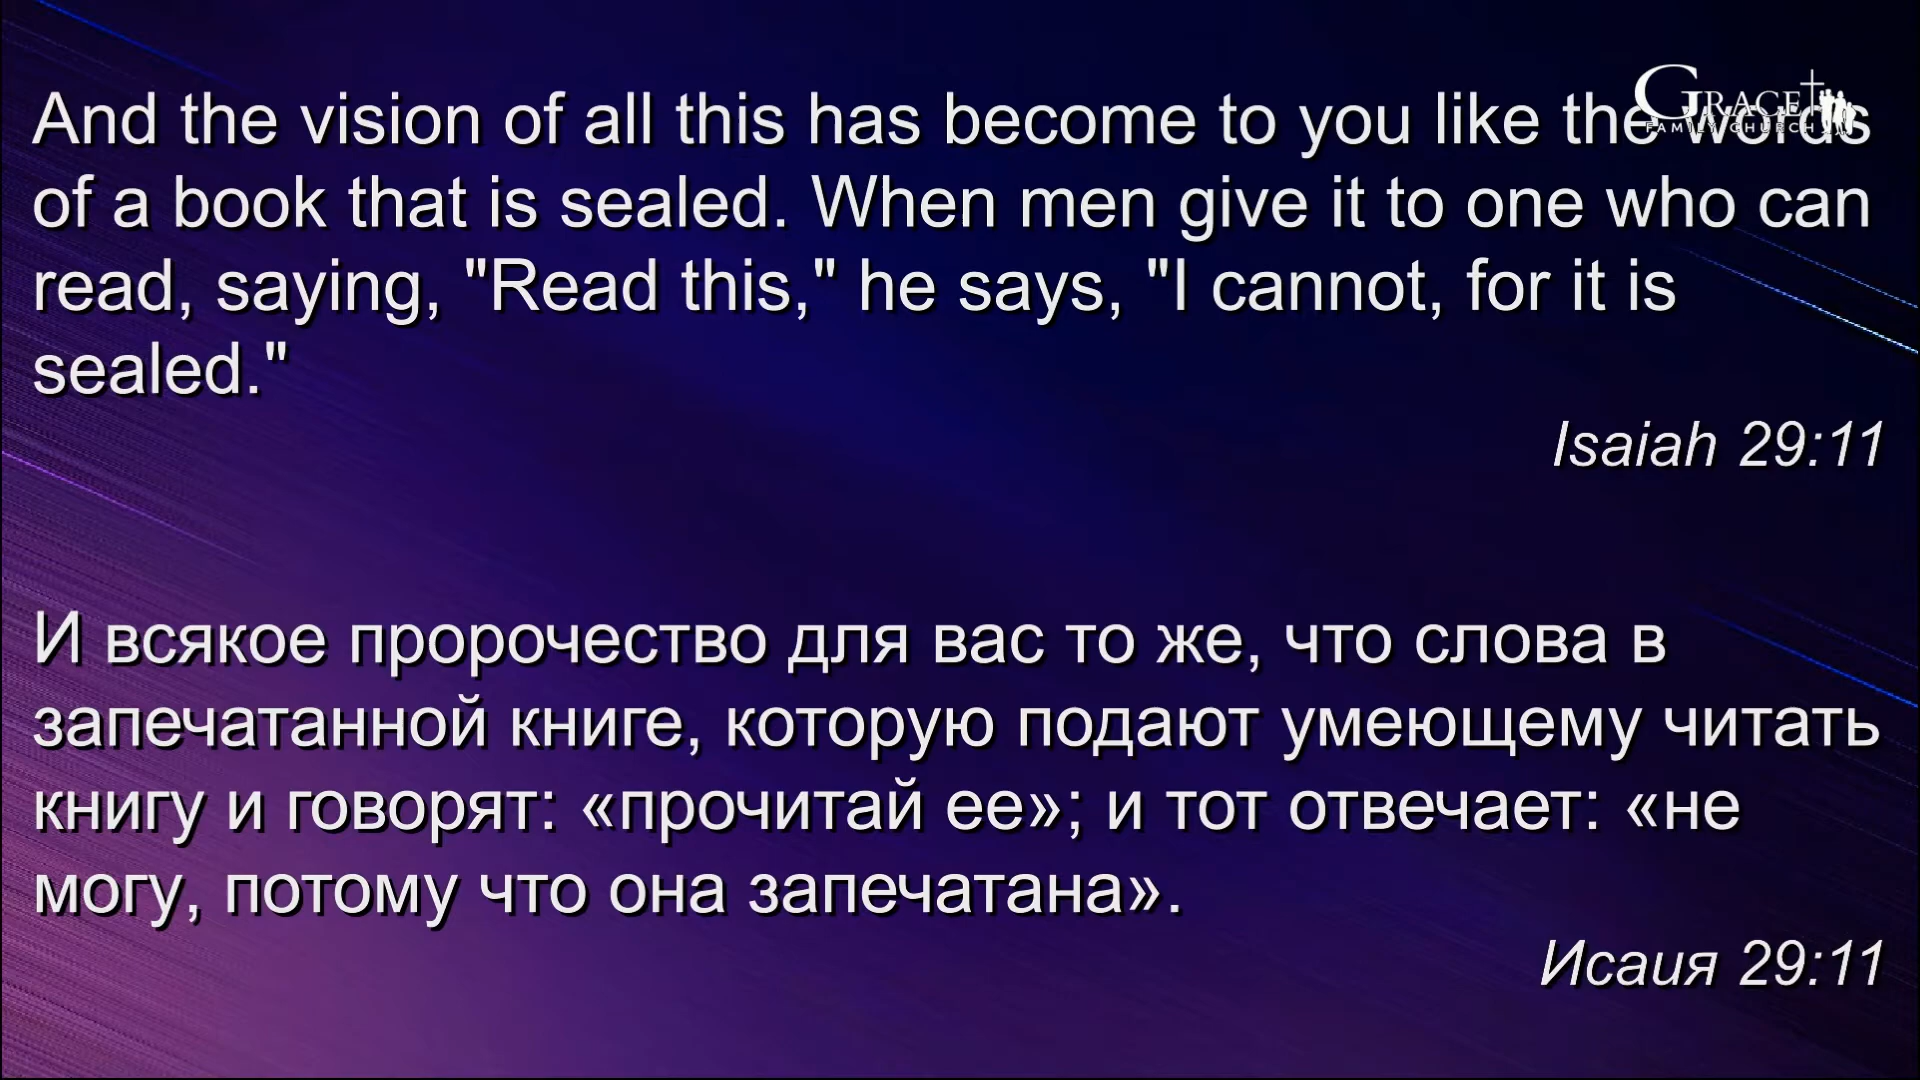 And the vision of all this has become to you like the words
of a book that is sealed. When men give it to one who can
read, saying, "Read this," he says, "I cannot, for it is
sealed."
Isaiah 29:11
GRACE
FAMILY CHURCH
И всякое пророчество для вас то же, что слова в
запечатанной книге, которую подают умеющему читать
книгу и говорят: «прочитай ее»; и тот отвечает: «не
могу, потому что она запечатана».
Исаия 29:11